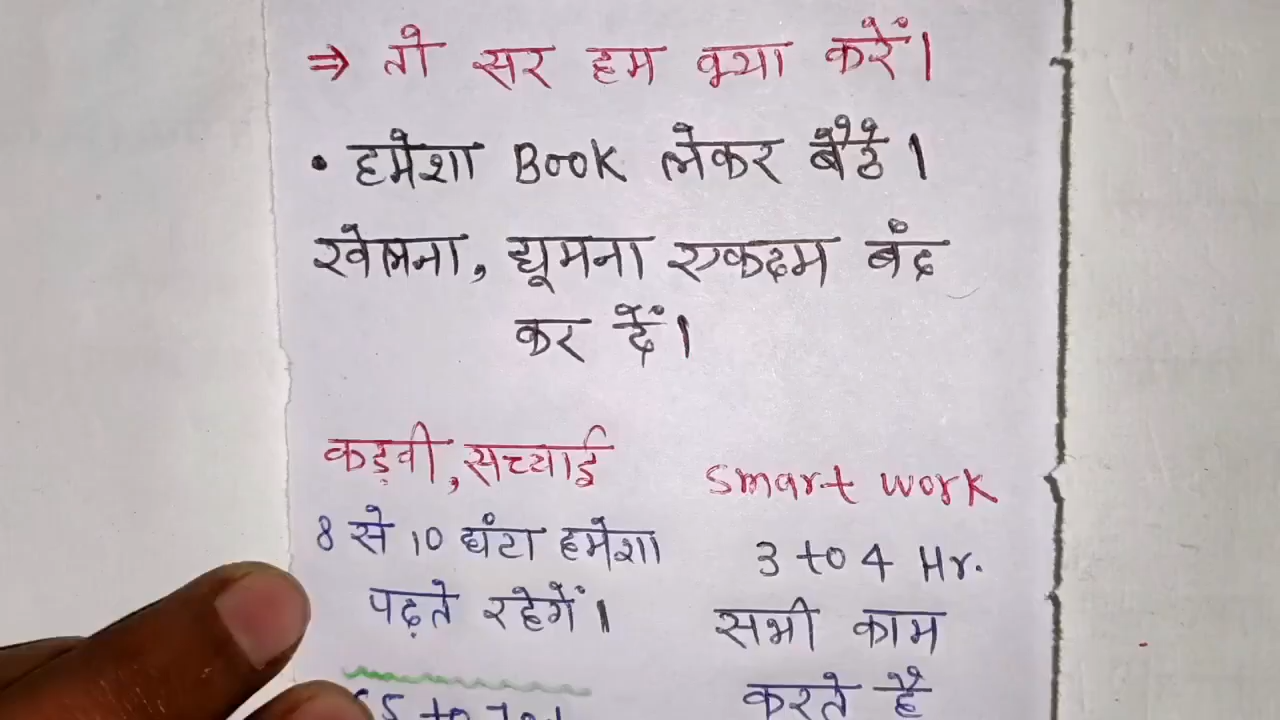 ⇒ तो सर हम क्या करें।
• हमेशा Book लेकर बैठें।
खेलना, घूमना एकदम बंद
कर दें।
कड़वी, सच्चाई
8 से 10 घंटा हमेशा
पढ़ते रहेगें।
smart work
3 to 4 Hr.
सभी काम
करते है